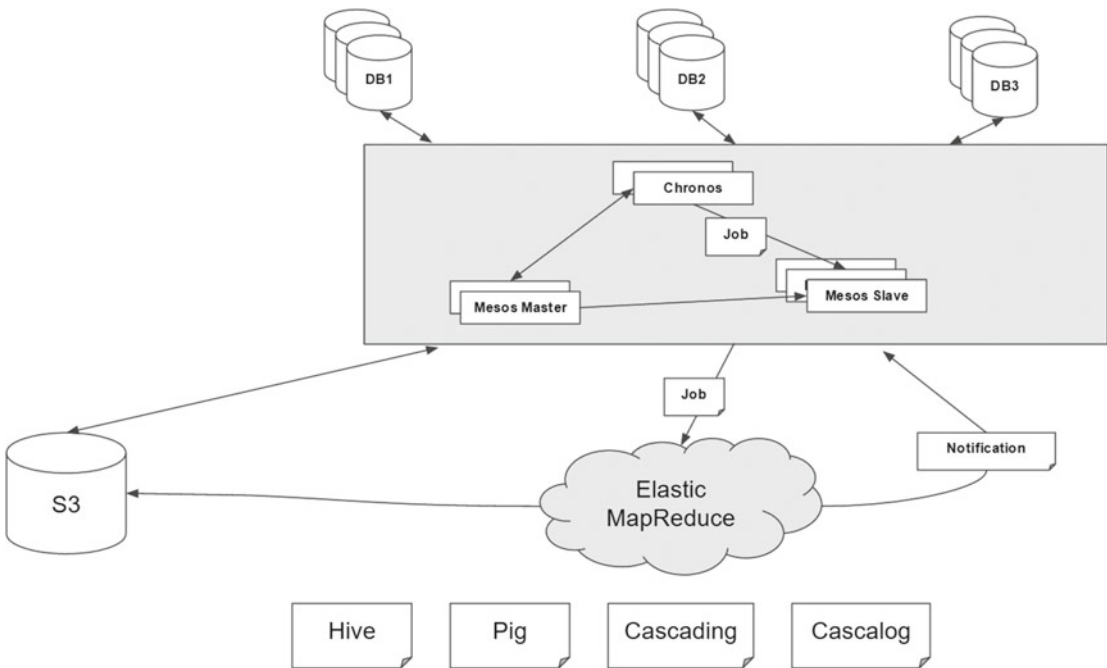 DB1
DB2
DB3
Chronos
Job
Mesos Master
Mesos Slave
Job
Notification
S3
Elastic
MapReduce
Hive
Pig
Cascading
Cascalog